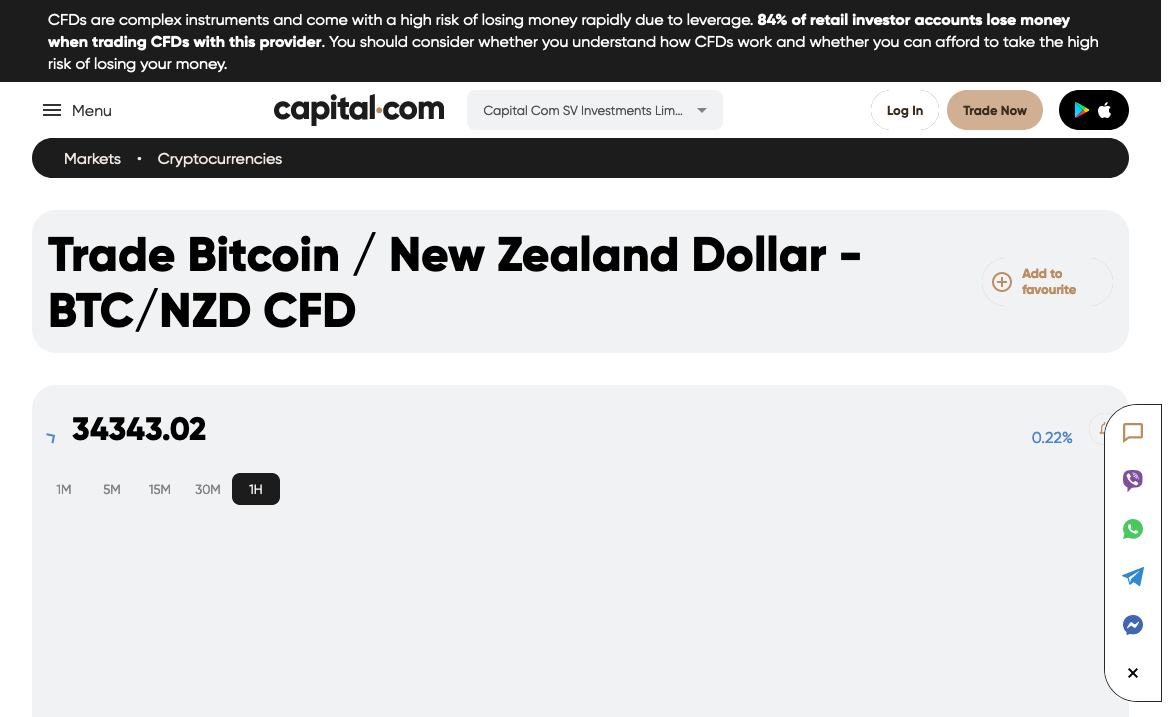 CFDs are complex instruments and come with a high risk of losing money rapidly due to leverage. 84% of retail investor accounts lose money
when trading CFDs with this provider. You should consider whether you understand how CFDs work and whether you can afford to take the high
risk of losing your money.
Menu
capital.com
Capital Com SV Investments Lim...
Log In
Trade Now
Markets • Cryptocurrencies
Trade Bitcoin / New Zealand Dollar -
BTC/NZD CFD
Add to
favourite
34343.02
0.22%
1M 5M 15M 30M 1H